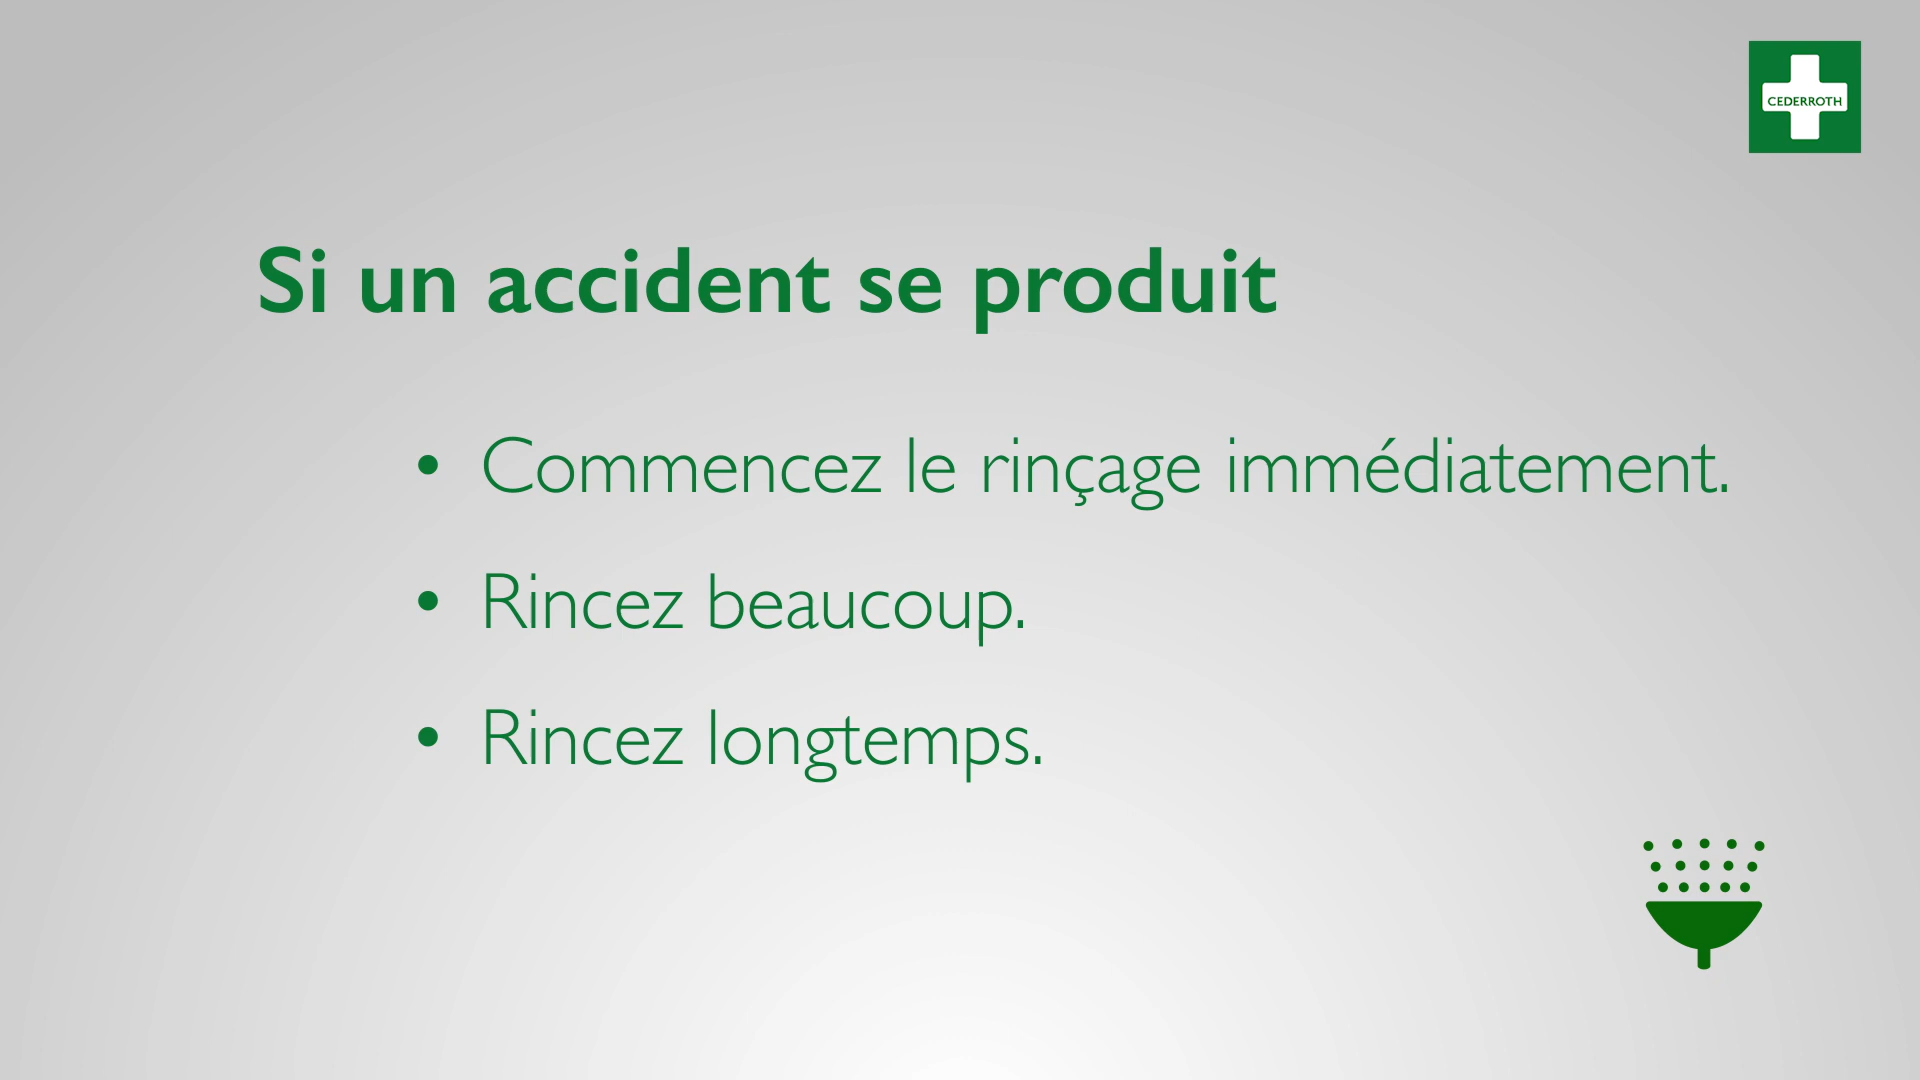 CEDERROTH
Si un accident se produit
• Commencez le rinçage immédiatement.
• Rincez beaucoup.
• Rincez longtemps.